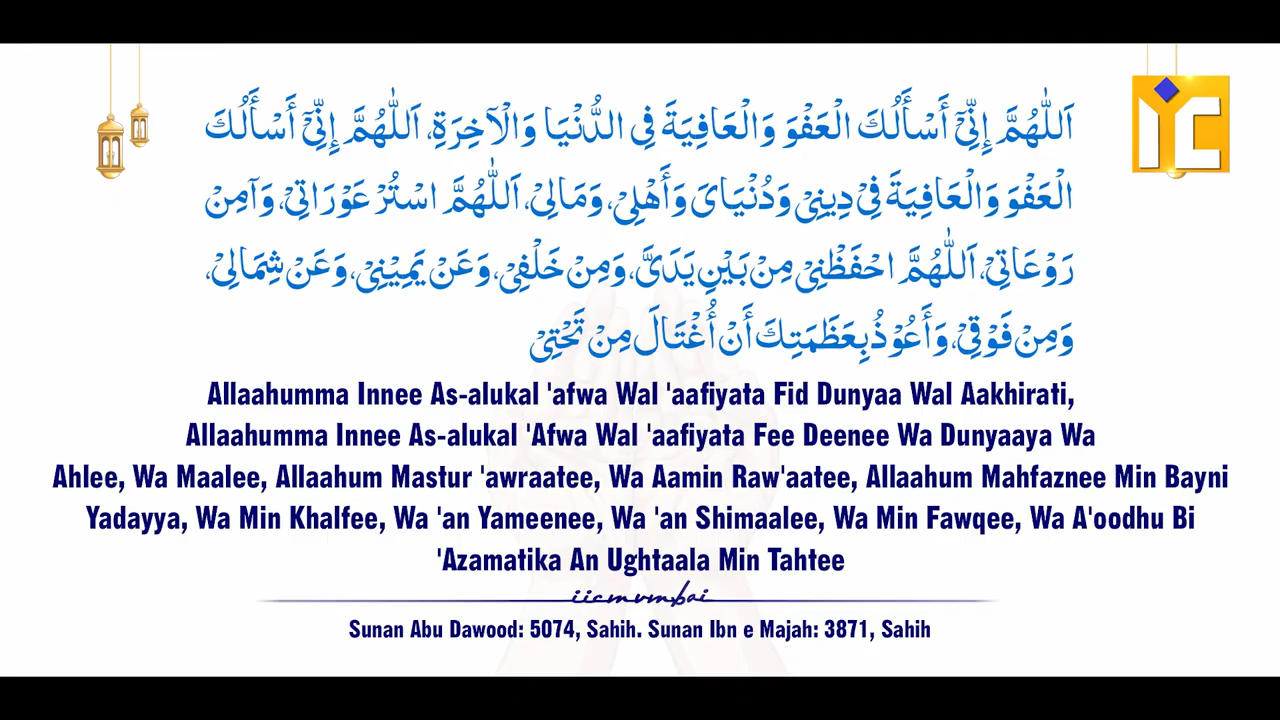 اَللّٰهُمَّ إِنِّيْٓ أَسْأَلُكَ الْعَفْوَ وَالْعَافِيَةَ فِي الدُّنْيَا وَالْآخِرَةِ، اَللّٰهُمَّ إِنِّيْٓ أَسْأَلُكَ
الْعَفْوَ وَالْعَافِيَةَ فِيْ دِيْنِيْ وَدُنْيَايَ وَأَهْلِيْ، وَمَالِيْ، اَللّٰهُمَّ اسْتُرْ عَوْرَاتِيْ، وَآمِنْ
رَوْعَاتِيْ، اَللّٰهُمَّ احْفَظْنِيْ مِنْ بَيْنِ يَدَيَّ، وَمِنْ خَلْفِيْ، وَعَنْ يَمِيْنِيْ، وَعَنْ شِمَالِيْ،
وَمِنْ فَوْقِيْ، وَأَعُوْذُ بِعَظَمَتِكَ أَنْ أُغْتَالَ مِنْ تَحْتِيْ
Allaahumma Innee As-alukal 'afwa Wal 'aafiyata Fid Dunyaa Wal Aakhirati,
Allaahumma Innee As-alukal 'Afwa Wal 'aafiyata Fee Deenee Wa Dunyaaya Wa
Ahlee, Wa Maalee, Allaahum Mastur 'awraatee, Wa Aamin Raw'aatee, Allaahum Mahfaznee Min Bayni
Yadayya, Wa Min Khalfee, Wa 'an Yameenee, Wa 'an Shimaalee, Wa Min Fawqee, Wa A'oodhu Bi
'Azamatika An Ughtaala Min Tahtee
iicmumbai
Sunan Abu Dawood: 5074, Sahih. Sunan Ibn e Majah: 3871, Sahih